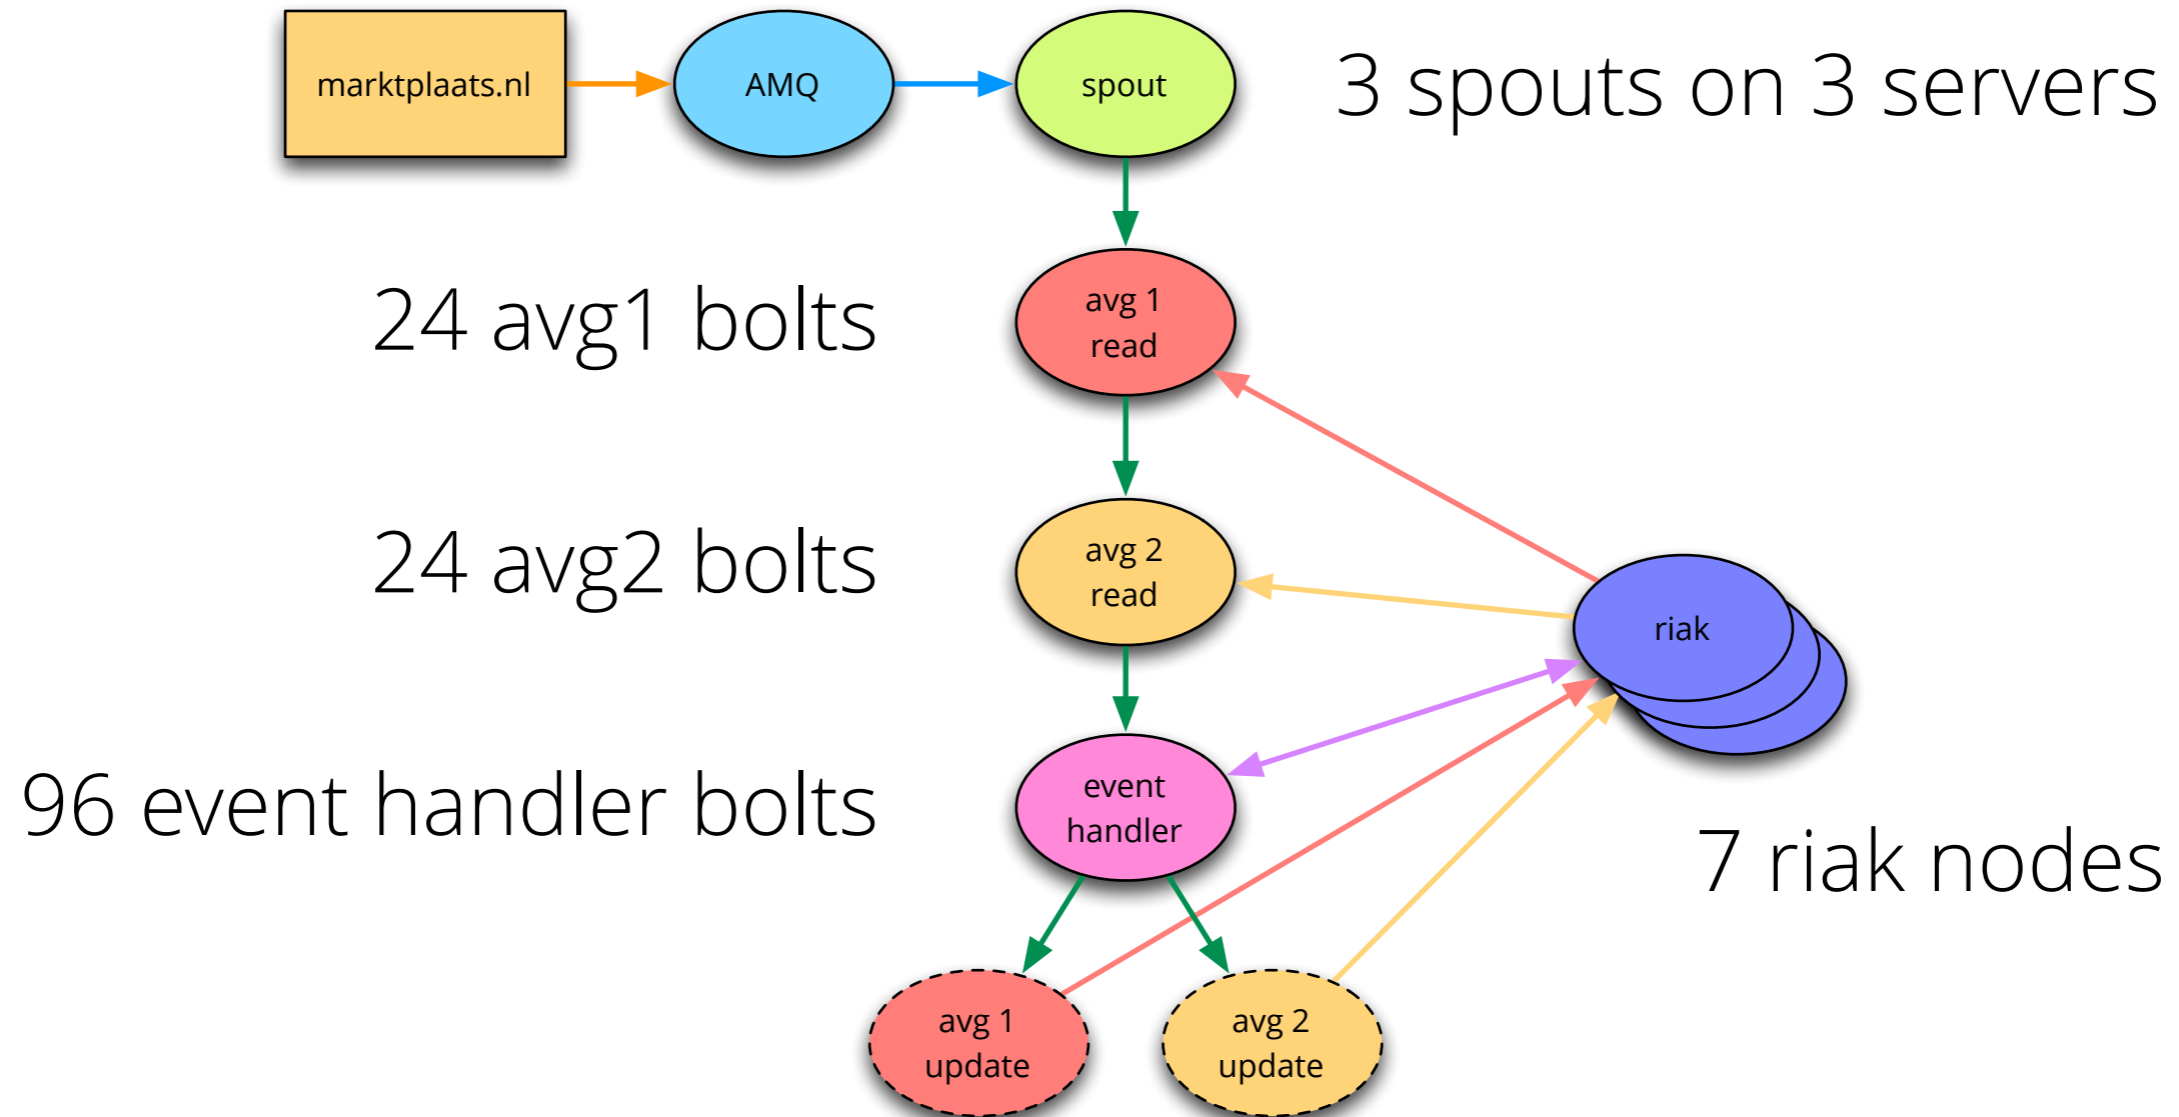 marktplaats.nl
AMQ
spout
3 spouts on 3 servers
24 avg1 bolts
avg 1
read
24 avg2 bolts
avg 2
read
riak
96 event handler bolts
event
handler
7 riak nodes
avg 1
update
avg 2
update